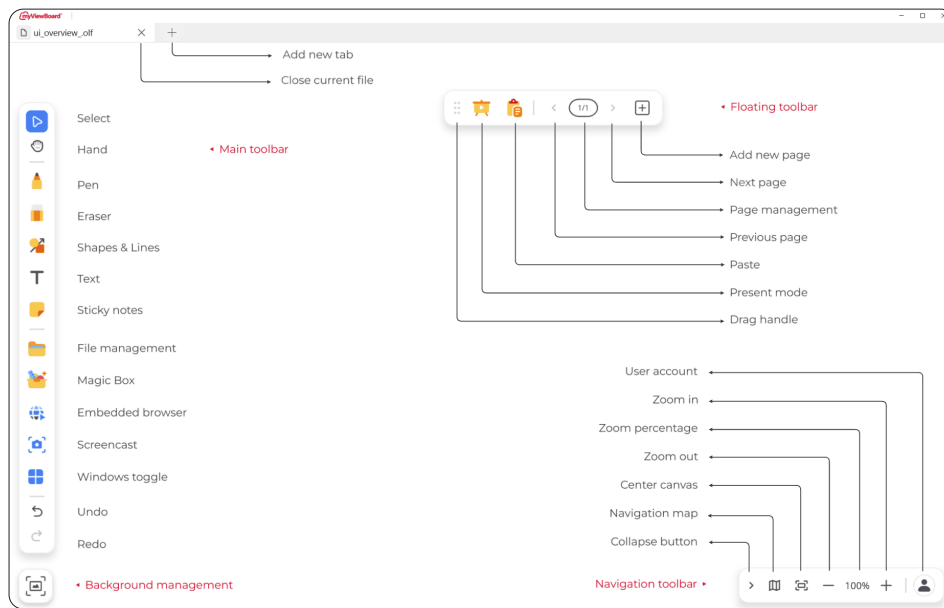 myViewBoard
ui_overview_.olf
Add new tab
Close current file
Select
Hand
Main toolbar
Pen
Eraser
Shapes & Lines
Text
Sticky notes
File management
Magic Box
Embedded browser
Screencast
Windows toggle
Undo
Redo
Background management
1/1
Floating toolbar
Add new page
Next page
Page management
Previous page
Paste
Present mode
Drag handle
User account
Zoom in
Zoom percentage
Zoom out
Center canvas
Navigation map
Collapse button
Navigation toolbar
100%